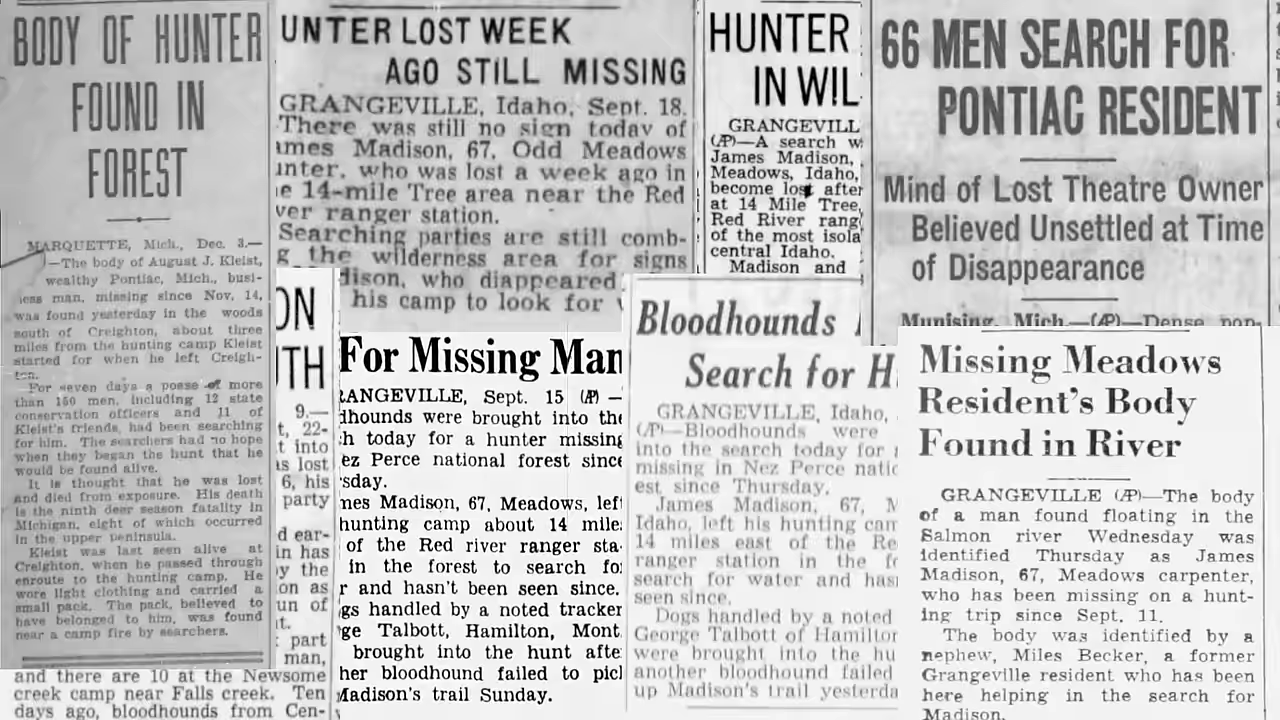 BODY OF HUNTER
FOUND IN
FOREST
MARQUETTE, Mich., Dec. 3.—
—The body of August J. Kleist,
wealthy Pontiac, Mich., busi-
ness man, missing since Nov. 14,
was found yesterday in the woods
south of Creighton, about three
miles from the hunting camp Kleist
started for when he left Creigh-
ton.
For seven days a posse of more
than 150 men, including 12 state
conservation officers and 11 of
Kleist's friends, had been searching
for him. The searchers had no hope
when they began the hunt that he
would be found alive.
It is thought that he was lost
and died from exposure. His death
is the ninth deer season fatality in
Michigan, eight of which occurred
in the upper peninsula.
Kleist was last seen alive at
Creighton, when he passed through
enroute to the hunting camp. He
wore light clothing and carried a
small pack. The pack, believed to
have belonged to him, was found
near a camp fire by searchers.
and there are 10 at the Newsome
creek camp near Falls creek. Ten
days ago, bloodhounds from Cen-
UNTER LOST WEEK
AGO STILL MISSING
GRANGEVILLE, Idaho, Sept. 18.
There was still no sign today of
ames Madison, 67, Odd Meadows
unter, who was lost a week ago in
e 14-mile Tree area near the Red
ver ranger station.
Searching parties are still comb-
g the wilderness area for signs
dison, who diappeared
his camp to look for
ON
TH
9.—
t, 22-
t into
as lost
6, his
party
d ear-
in has
y the
on as
un of
t.
part
man,
For Missing Man
RANGEVILLE, Sept. 15 (AP) —
dhounds were brought into the
h today for a hunter missing
ez Perce national forest since
sday.
mes Madison, 67, Meadows, left
hunting camp about 14 miles
of the Red river ranger sta-
in the forest to search for
r and hasn't been seen since.
gs handled by a noted tracker
ge Talbott, Hamilton, Mont.
brought into the hunt after
her bloodhound failed to pick
Madison's trail Sunday.
HUNTER
IN WIL
GRANGEVILL
(AP)—A search w
James Madison,
Meadows, Idaho,
become lost after
at 14 Mile Tree,
Red River rang
of the most isola
central Idaho.
Madison and
Bloodhounds
Search for H
GRANGEVILLE, Idaho,
(AP)—Bloodhounds were
into the search today for
missing in Nez Perce natio
est since Thursday.
James Madison, 67, M
Idaho, left his hunting cam
14 miles east of the Re
ranger station in the fo
search for water and has
seen since.
Dogs handled by a noted
George Talbott of Hamilton
were brought into the hu
another bloodhound failed
up Madison's trail yesterda
66 MEN SEARCH FOR
PONTIAC RESIDENT
Mind of Lost Theatre Owner
Believed Unsettled at Time
of Disappearance
Munising, Mich.—(AP)—Dense pop-
Missing Meadows
Resident's Body
Found in River
GRANGEVILLE (AP)—The body
of a man found floating in the
Salmon river Wednesday was
identified Thursday as James
Madison, 67, Meadows carpenter,
who has been missing on a hunt-
ing trip since Sept. 11.
The body was identified by a
nephew, Miles Becker, a former
Grangeville resident who has been
here helping in the search for
Madison.